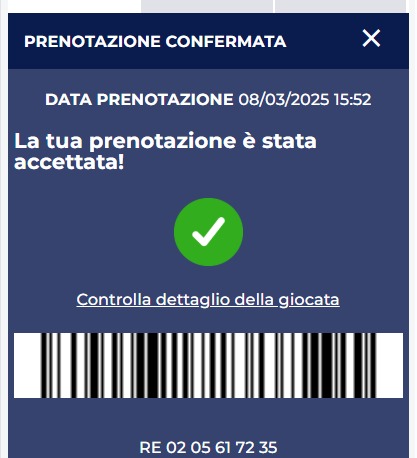 PRENOTAZIONE CONFERMATA
DATA PRENOTAZIONE 08/03/2025 15:52
La tua prenotazione è stata
accettata!
Controlla dettaglio della giocata
RE 02 05 61 72 35